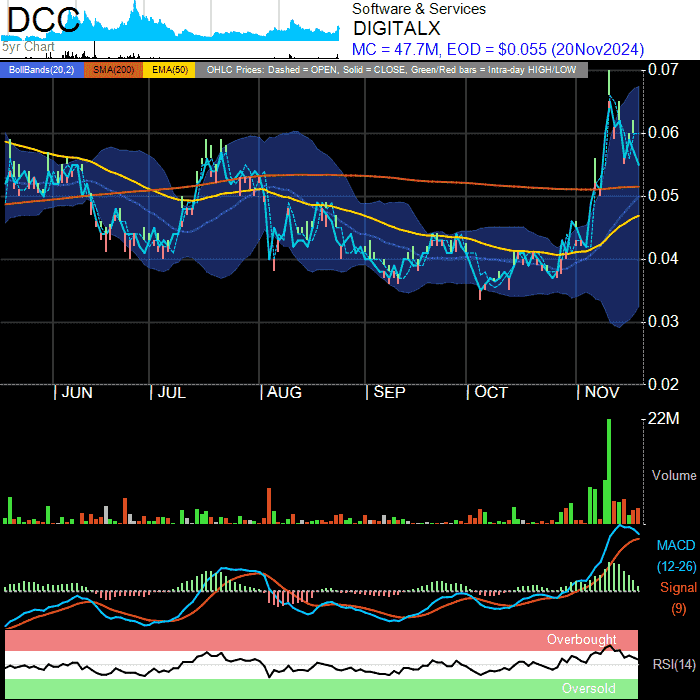 DCC
5yr Chart
Software & Services
DIGITALX
MC = 47.7M, EOD = $0.055 (20Nov2024)
BollBands(20,2) SMA(200) EMA(50) OHLC Prices: Dashed = OPEN, Solid = CLOSE, Green/Red bars = Intra-day HIGH/LOW
0.07
0.06
0.05
0.04
0.03
0.02
JUN JUL AUG SEP OCT NOV
22M
Volume
MACD
(12-26)
Signal
(9)
Overbought
RSI(14)
Oversold